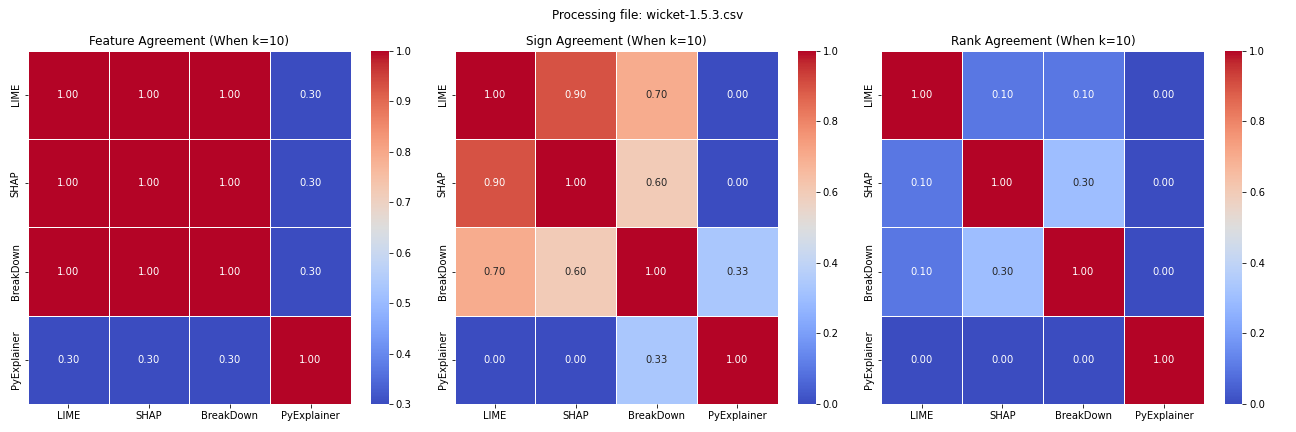 Processing file: wicket-1.5.3.csv
Feature Agreement (When k=10)
LIME 1.00 1.00 1.00 0.30
SHAP 1.00 1.00 1.00 0.30
BreakDown 1.00 1.00 1.00 0.30
PyExplainer 0.30 0.30 0.30 1.00
LIME SHAP BreakDown PyExplainer
1.0
0.9
0.8
0.7
0.6
0.5
0.4
0.3
Sign Agreement (When k=10)
LIME 1.00 0.90 0.70 0.00
SHAP 0.90 1.00 0.60 0.00
BreakDown 0.70 0.60 1.00 0.33
PyExplainer 0.00 0.00 0.33 1.00
LIME SHAP BreakDown PyExplainer
1.0
0.8
0.6
0.4
0.2
0.0
Rank Agreement (When k=10)
LIME 1.00 0.10 0.10 0.00
SHAP 0.10 1.00 0.30 0.00
BreakDown 0.10 0.30 1.00 0.00
PyExplainer 0.00 0.00 0.00 1.00
LIME SHAP BreakDown PyExplainer
1.0
0.8
0.6
0.4
0.2
0.0